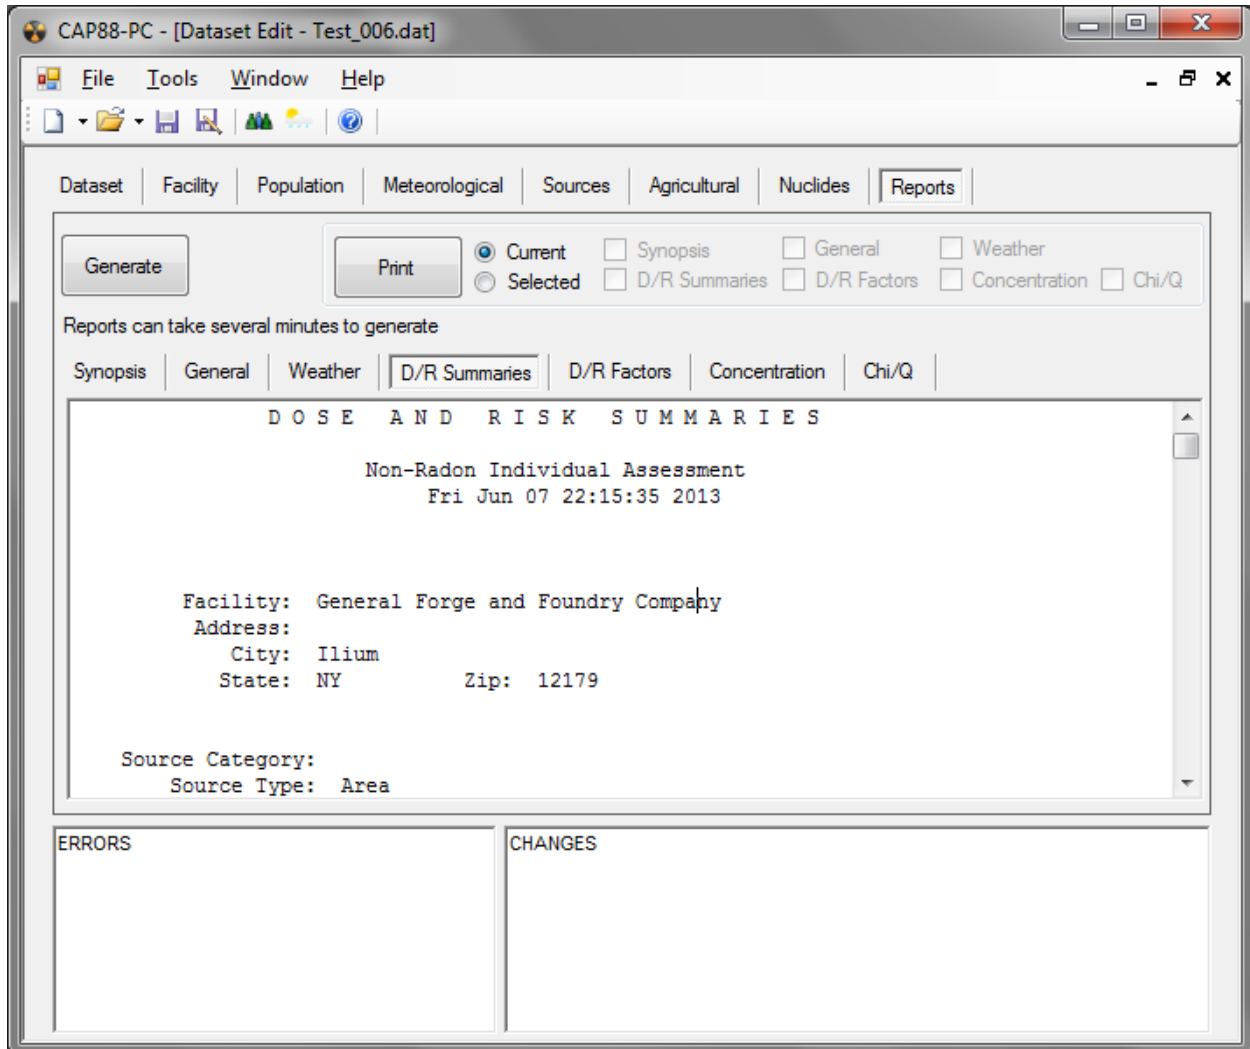 CAP88-PC - [Dataset Edit - Test_006.dat]
File Tools Window Help
Dataset Facility Population Meteorological Sources Agricultural Nuclides Reports
Generate Print Current Synopsis General Weather
Selected D/R Summaries D/R Factors Concentration Chi/Q
Reports can take several minutes to generate
Synopsis General Weather D/R Summaries D/R Factors Concentration Chi/Q
D O S E A N D R I S K S U M M A R I E S
Non-Radon Individual Assessment
Fri Jun 07 22:15:35 2013
Facility: General Forge and Foundry Company
Address:
City: Ilium
State: NY Zip: 12179
Source Category:
Source Type: Area
ERRORS CHANGES